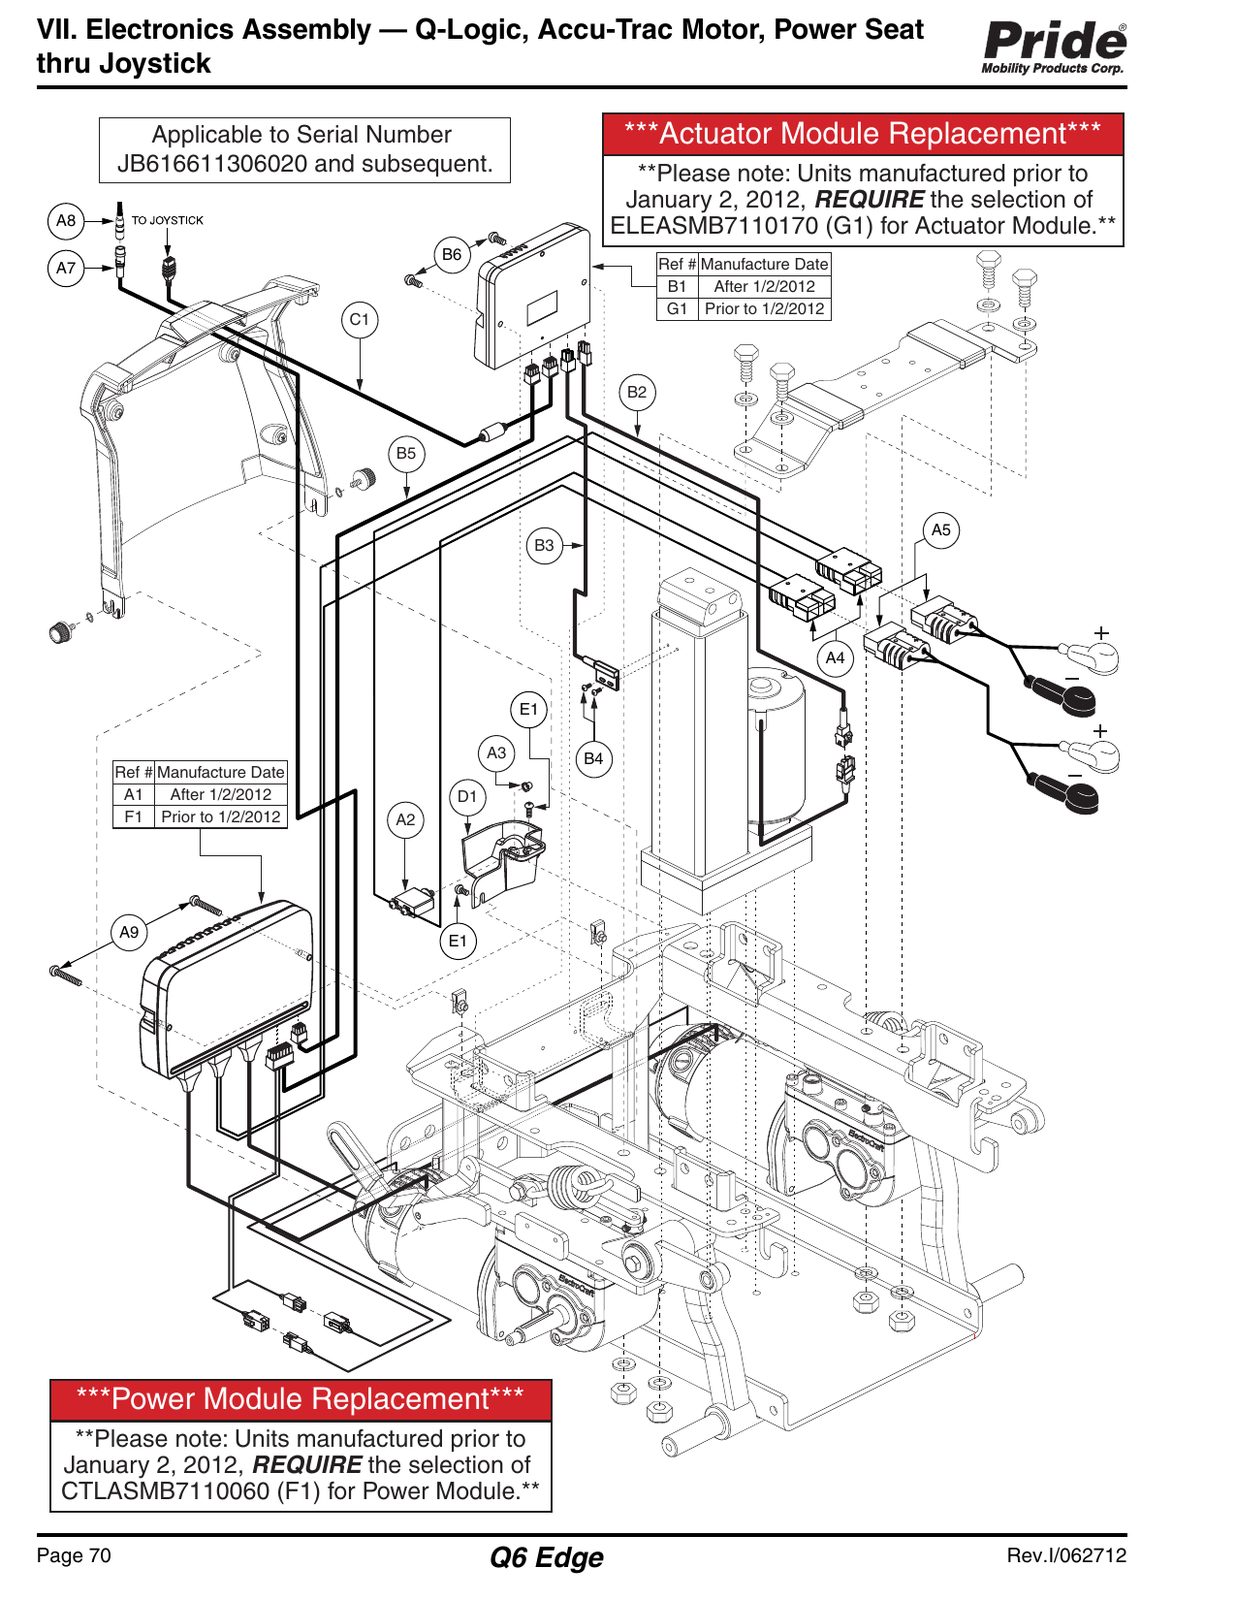 VII. Electronics Assembly — Q-Logic, Accu-Trac Motor, Power Seat
thru Joystick
Pride®
Mobility Products Corp.
Applicable to Serial Number
JB616611306020 and subsequent.
***Actuator Module Replacement***
**Please note: Units manufactured prior to
January 2, 2012, REQUIRE the selection of
ELEASMB7110170 (G1) for Actuator Module.**
A8
TO JOYSTICK
A7
B6
Ref # Manufacture Date
B1 After 1/2/2012
G1 Prior to 1/2/2012
C1
B2
B5
A5
B3
A4
+
−
E1
A3
B4
+
−
D1
A2
Ref # Manufacture Date
A1 After 1/2/2012
F1 Prior to 1/2/2012
A9
E1
ElectroCraft
ElectroCraft
***Power Module Replacement***
**Please note: Units manufactured prior to
January 2, 2012, REQUIRE the selection of
CTLASMB7110060 (F1) for Power Module.**
Page 70
Q6 Edge
Rev.I/062712